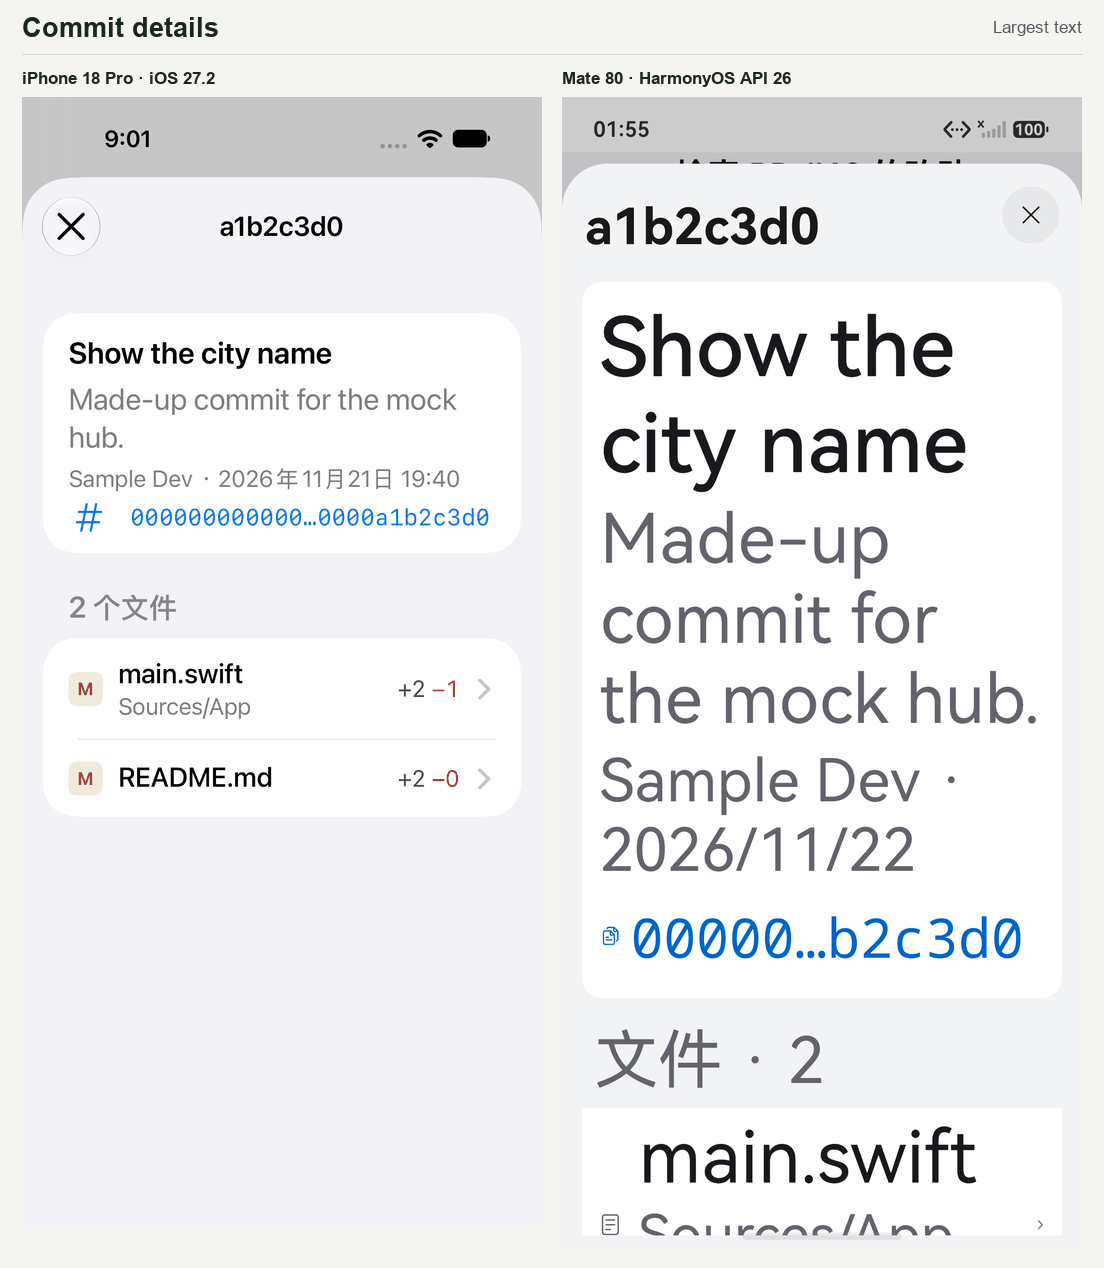 Commit details
Largest text
iPhone 18 Pro · iOS 27.2
9:01
a1b2c3d0
Show the city name
Made-up commit for the mock
hub.
Sample Dev · 2026年11月21日 19:40
# 000000000000…0000a1b2c3d0
2 个文件
M main.swift +2 −1
Sources/App
M README.md +2 −0
Mate 80 · HarmonyOS API 26
01:55
100
a1b2c3d0
Show the
city name
Made-up
commit for
the mock hub.
Sample Dev ·
2026/11/22
00000…b2c3d0
文件 · 2
main.swift
Sources/App